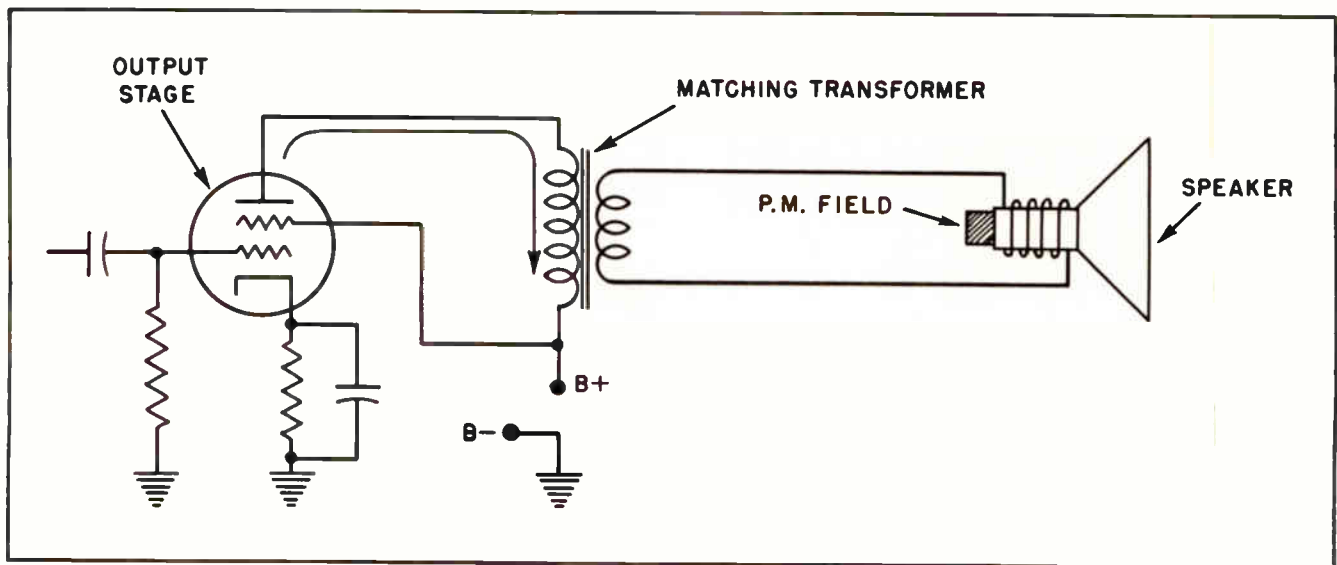 OUTPUT
STAGE
MATCHING TRANSFORMER
P.M. FIELD
SPEAKER
B+
B-